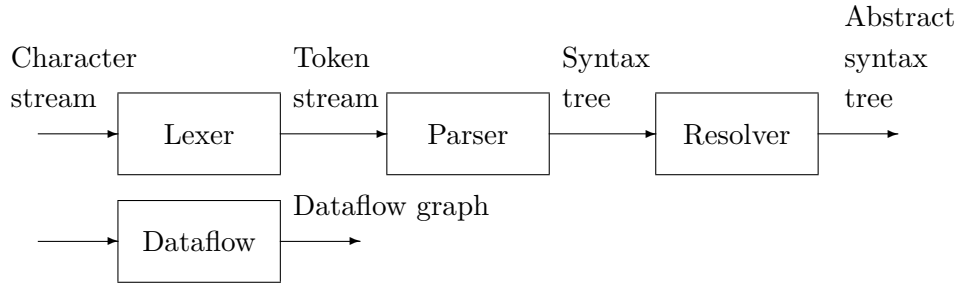 Character
stream
Lexer
Token
stream
Parser
Syntax
tree
Resolver
Abstract
syntax
tree
Dataflow
Dataflow graph